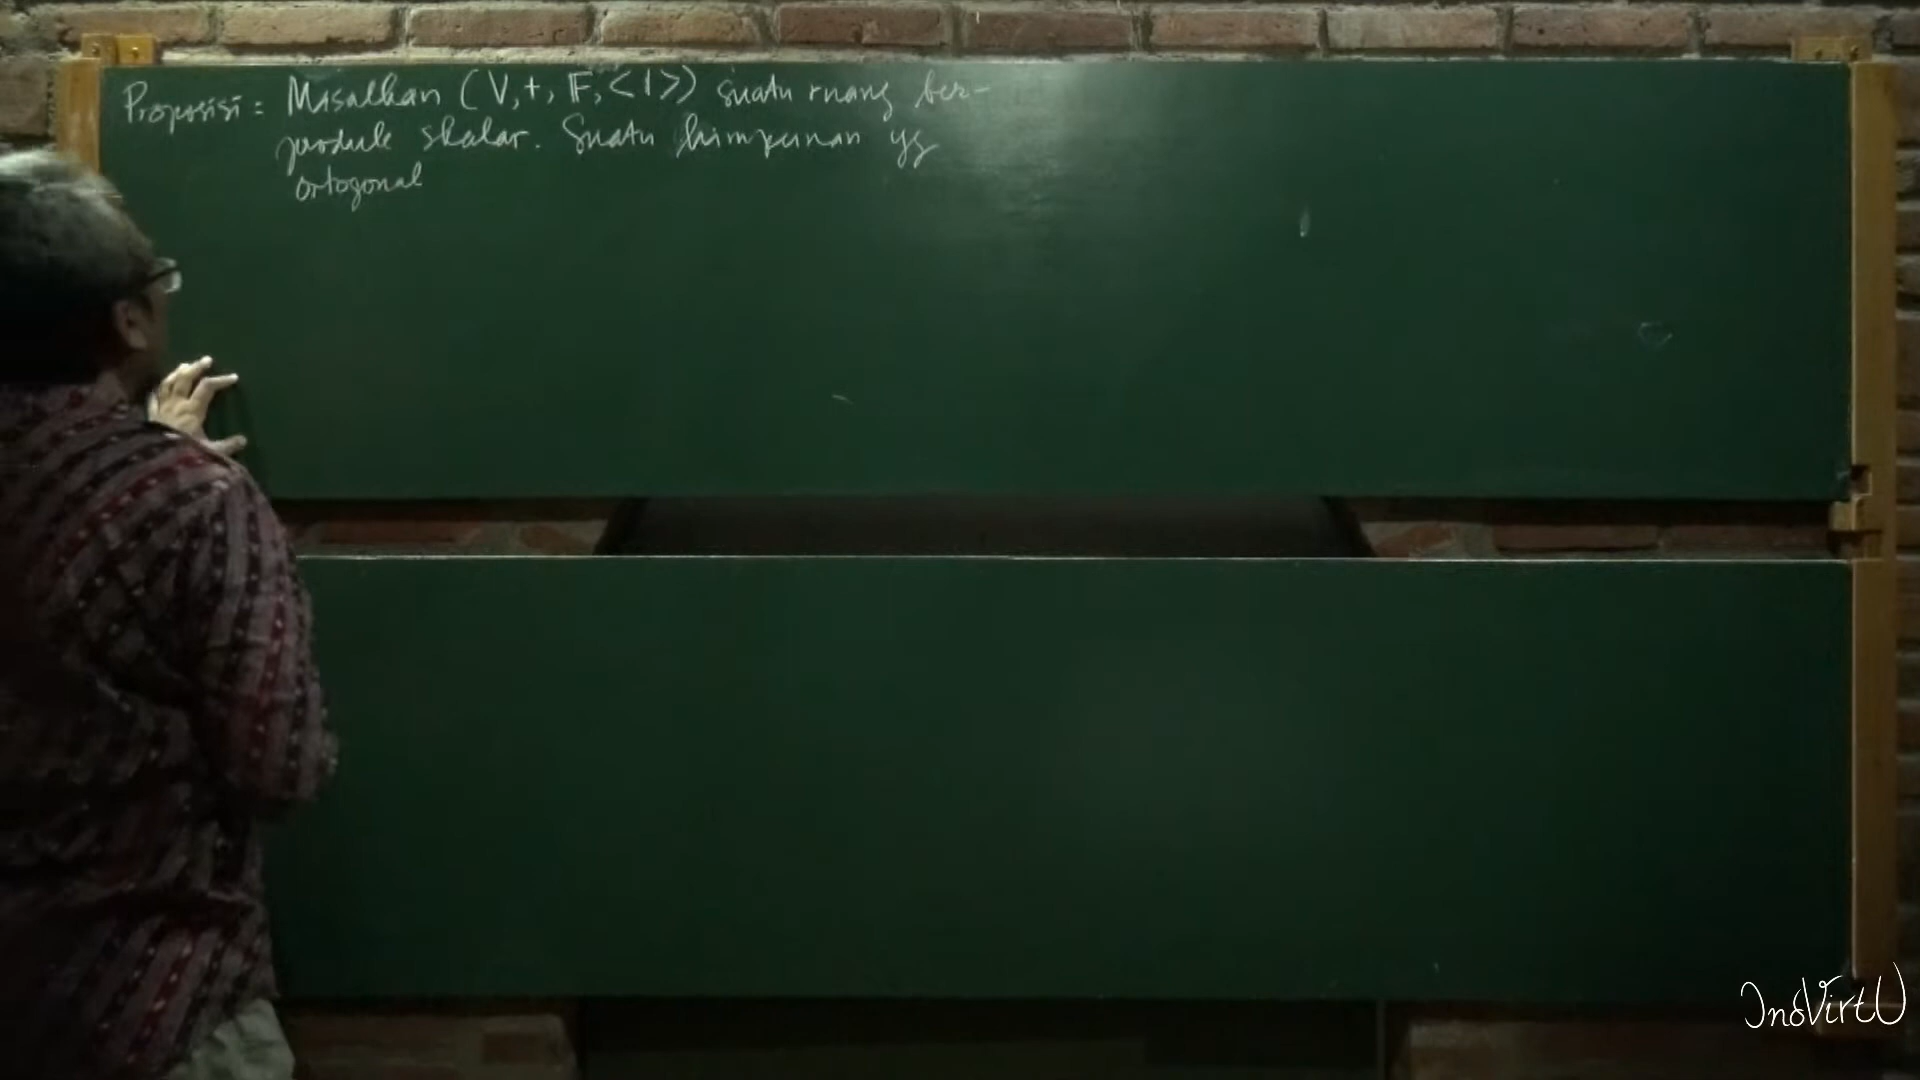 Proposisi = Misalkan (V, +, 𝔽, <|>) suatu ruang ber-
produk skalar. Suatu himpunan yg
ortogonal
InoVirtU